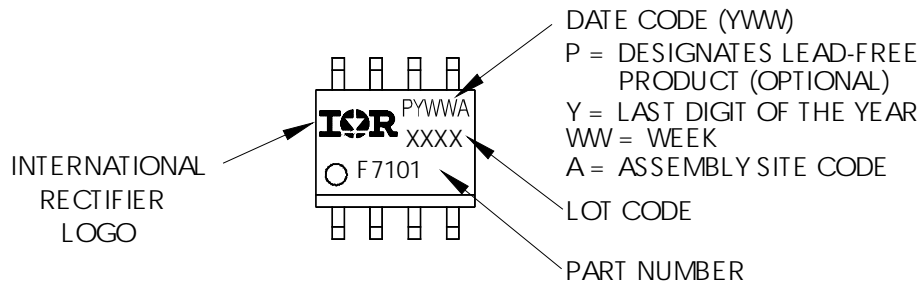 DATE CODE (YWW)
P = DESIGNATES LEAD-FREE
PRODUCT (OPTIONAL)
Y = LAST DIGIT OF THE YEAR
WW = WEEK
A = ASSEMBLY SITE CODE
LOT CODE
PART NUMBER
INTERNATIONAL
RECTIFIER
LOGO
IOR
PYWWA
XXXX
F7101